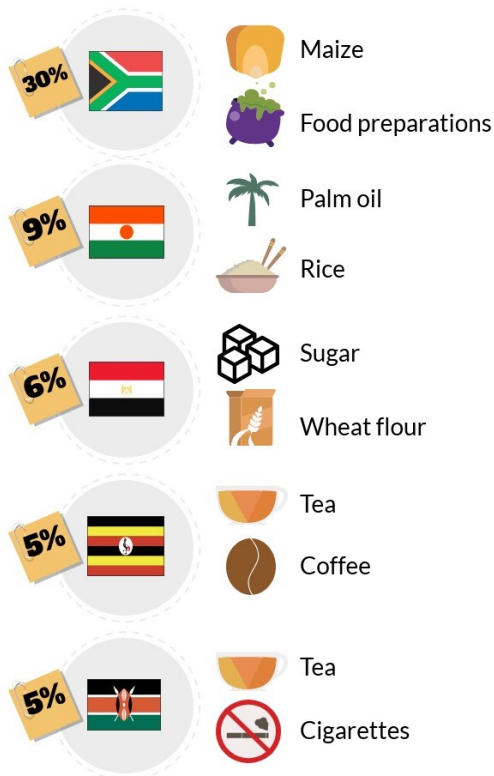 30%
Maize
Food preparations
9%
Palm oil
Rice
6%
Sugar
Wheat flour
5%
Tea
Coffee
5%
Tea
Cigarettes